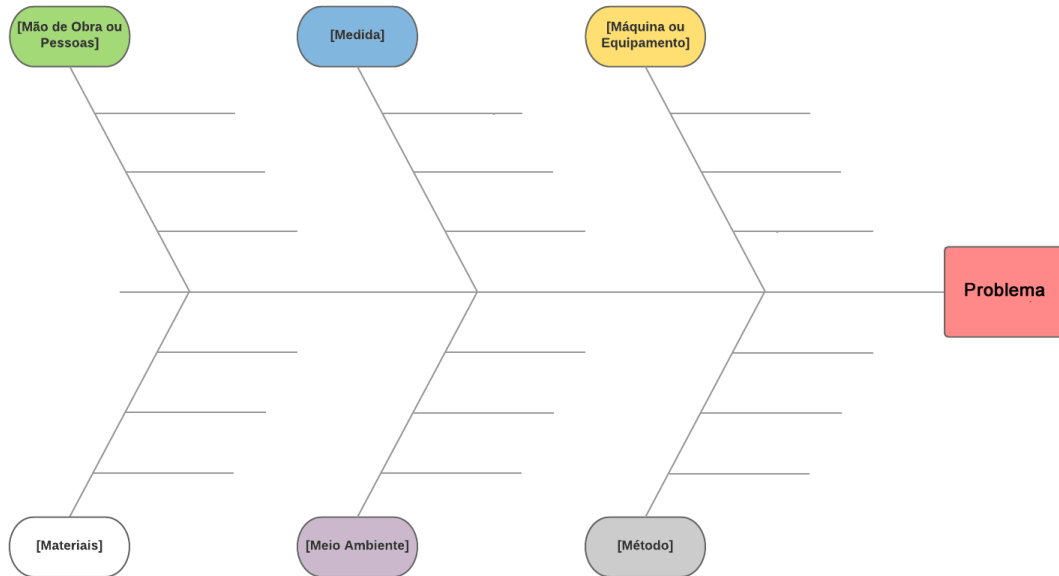 [Mão de Obra ou
Pessoas]
[Medida]
[Máquina ou
Equipamento]
Problema
[Materiais]
[Meio Ambiente]
[Método]